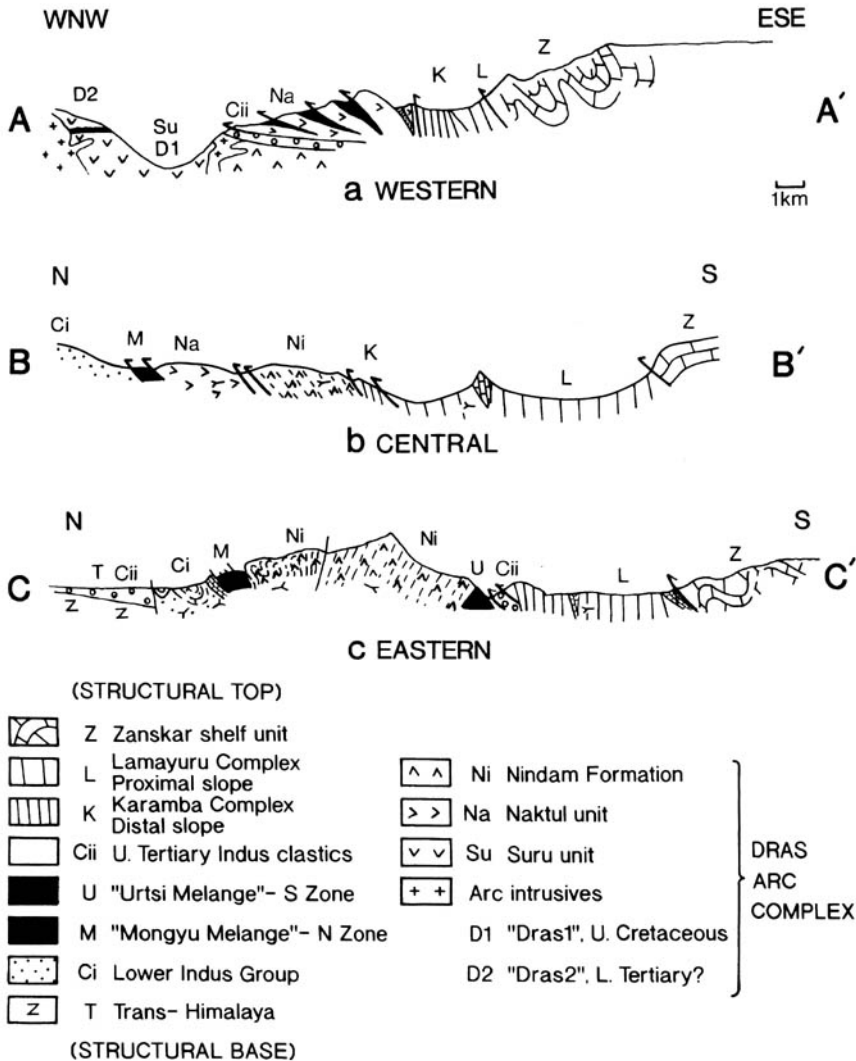 WNW ESE
Z
K L
D2 Na
Cii
A Su A′
D1
a WESTERN
1km
N S
Ci Z
M Na Ni K
B L B′
b CENTRAL
N S
Ni
T Cii Ci M Ni U Cii L Z
C C′
Z Z
c EASTERN
(STRUCTURAL TOP)
Z Zanskar shelf unit
L Lamayuru Complex
Proximal slope
K Karamba Complex
Distal slope
Cii U. Tertiary Indus clastics
U "Urtsi Melange"- S Zone
M "Mongyu Melange"- N Zone
Ci Lower Indus Group
Z T Trans- Himalaya
(STRUCTURAL BASE)
Ni Nindam Formation
Na Naktul unit
Su Suru unit
Arc intrusives
D1 "Dras1", U. Cretaceous
D2 "Dras2", L. Tertiary?
DRAS
ARC
COMPLEX